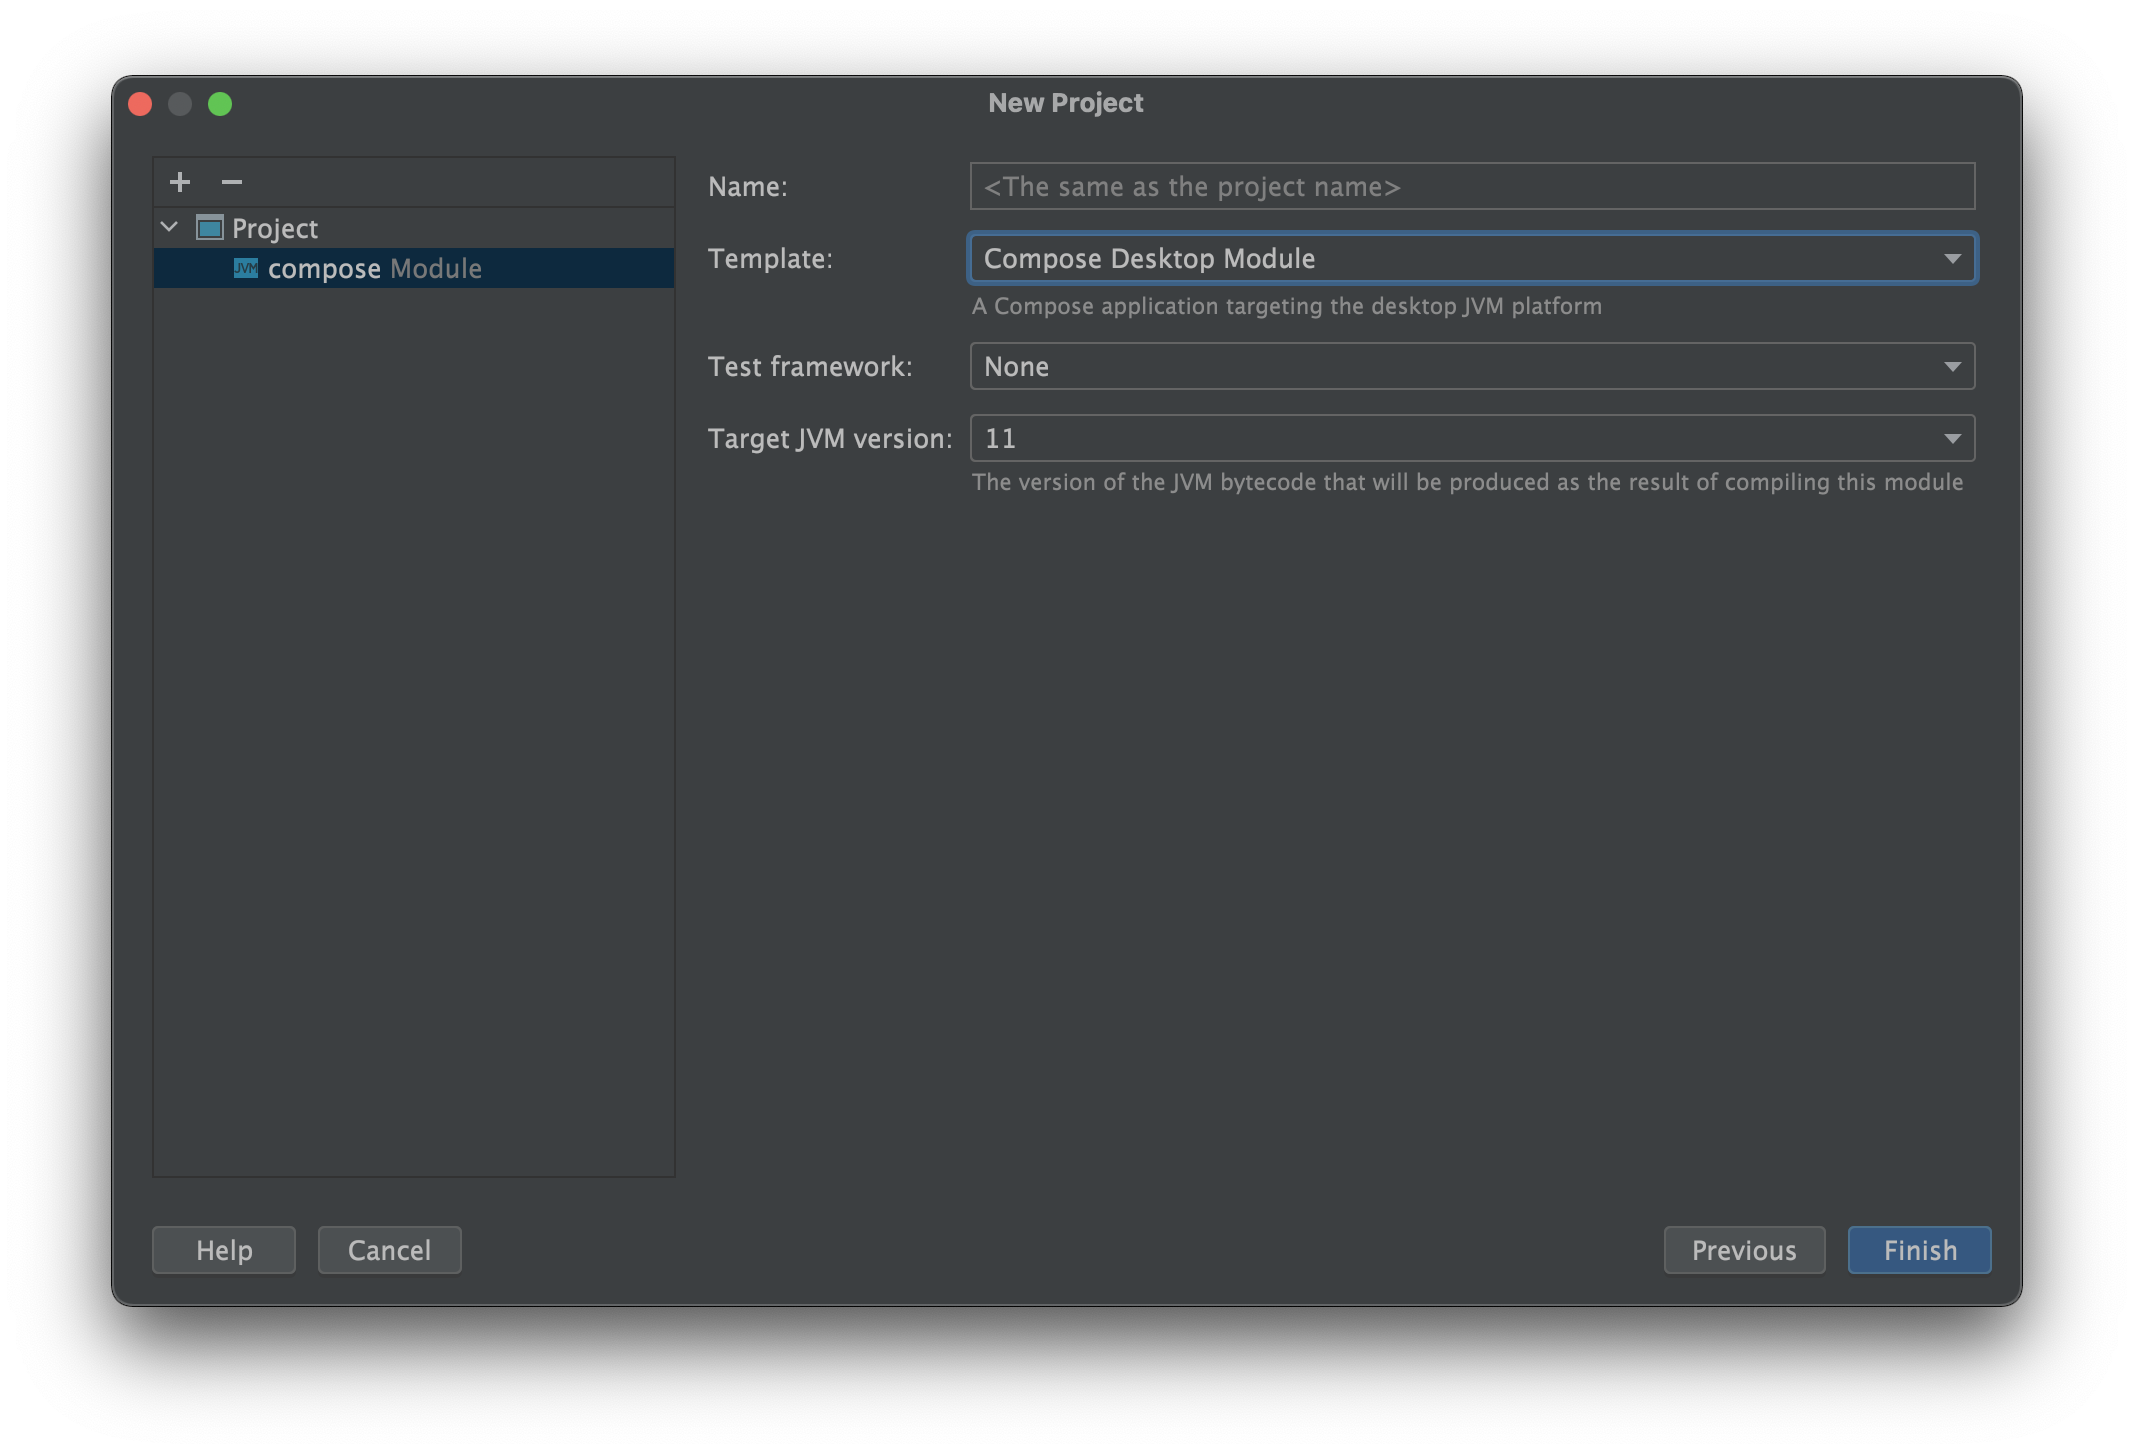 New Project
Project
JVM compose Module
Name: <The same as the project name>
Template: Compose Desktop Module
A Compose application targeting the desktop JVM platform
Test framework: None
Target JVM version: 11
The version of the JVM bytecode that will be produced as the result of compiling this module
Help Cancel Previous Finish